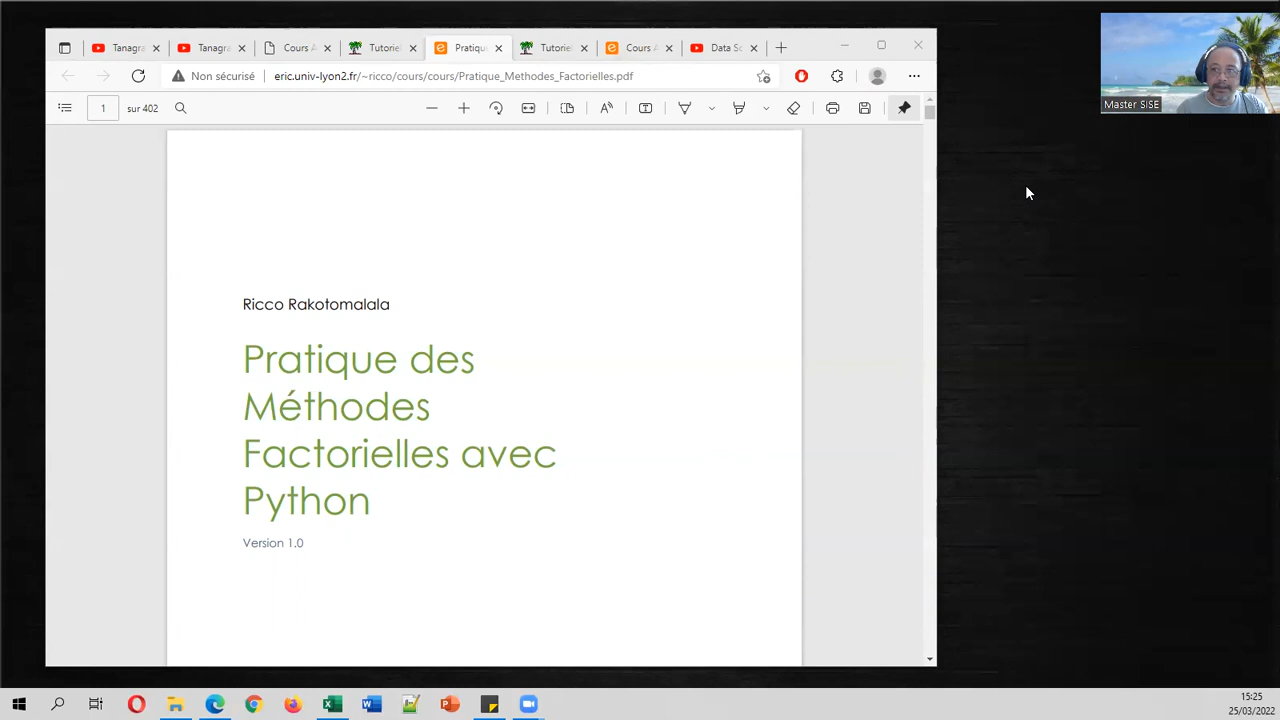 Tanagra
Tanagra
Cours A
Tutoriel
Pratiqu
Tutoriel
Cours A
Data Sc
Non sécurisé
eric.univ-lyon2.fr/~ricco/cours/cours/Pratique_Methodes_Factorielles.pdf
1 sur 402
Master SISE
Ricco Rakotomalala
Pratique des
Méthodes
Factorielles avec
Python
Version 1.0
15:25
25/03/2022